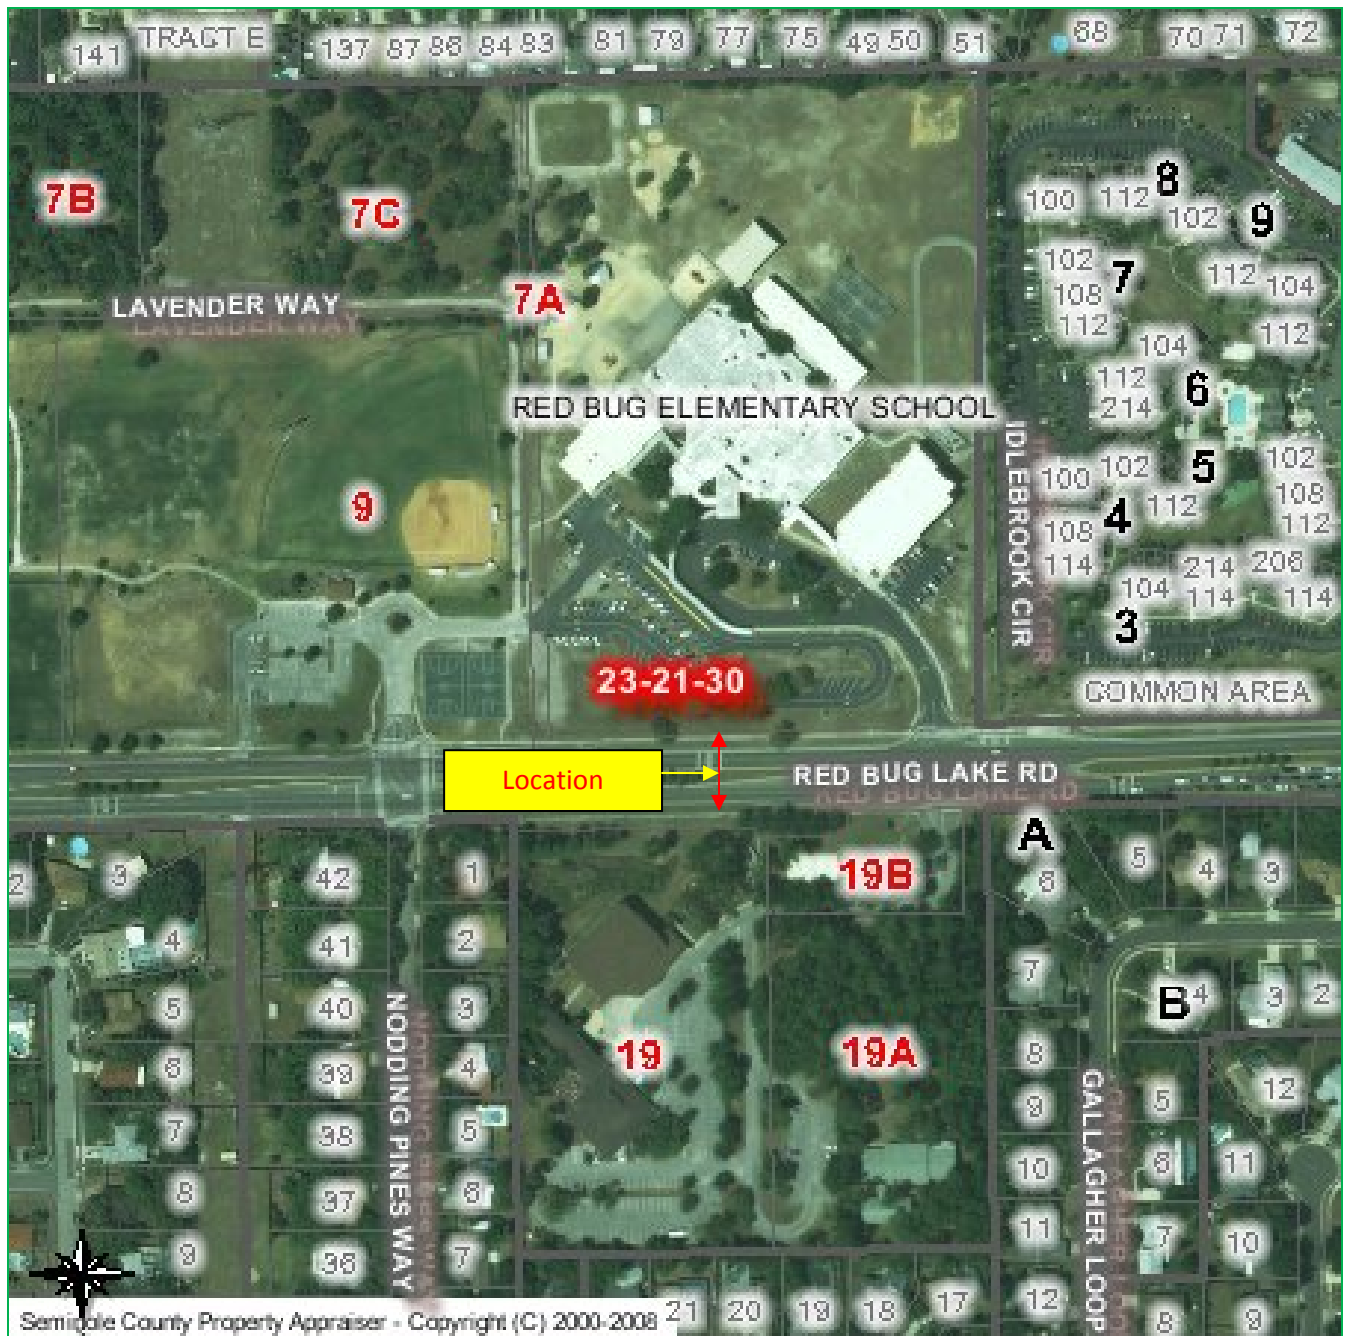 141 TRACT E 137 87 86 84 83 81 79 77 75 49 50 51 68 70 71 72
7B 7C 100 112 8 102 9
102 7 112 104
LAVENDER WAY 7A 108 112 112
104
112 6
214
RED BUG ELEMENTARY SCHOOL
IDLEBROOK CIR
100 102 5 102
9 4 112 108
108 112
114 214 206
104 114 114
3
23-21-30 COMMON AREA
Location RED BUG LAKE RD
A
2 3 42 1 19B 6 5 4 3
4 41 2
7 B 4 3 2
5 40 3
NODDING PINES WAY
6 39 4 19 19A 8 12
GALLAGHER LOOP
7 38 5 9 5
8 37 6 10 6 11
11 7 10
9 36 7
21 20 19 18 17 12 8 9
Seminole County Property Appraiser - Copyright (C) 2000-2008